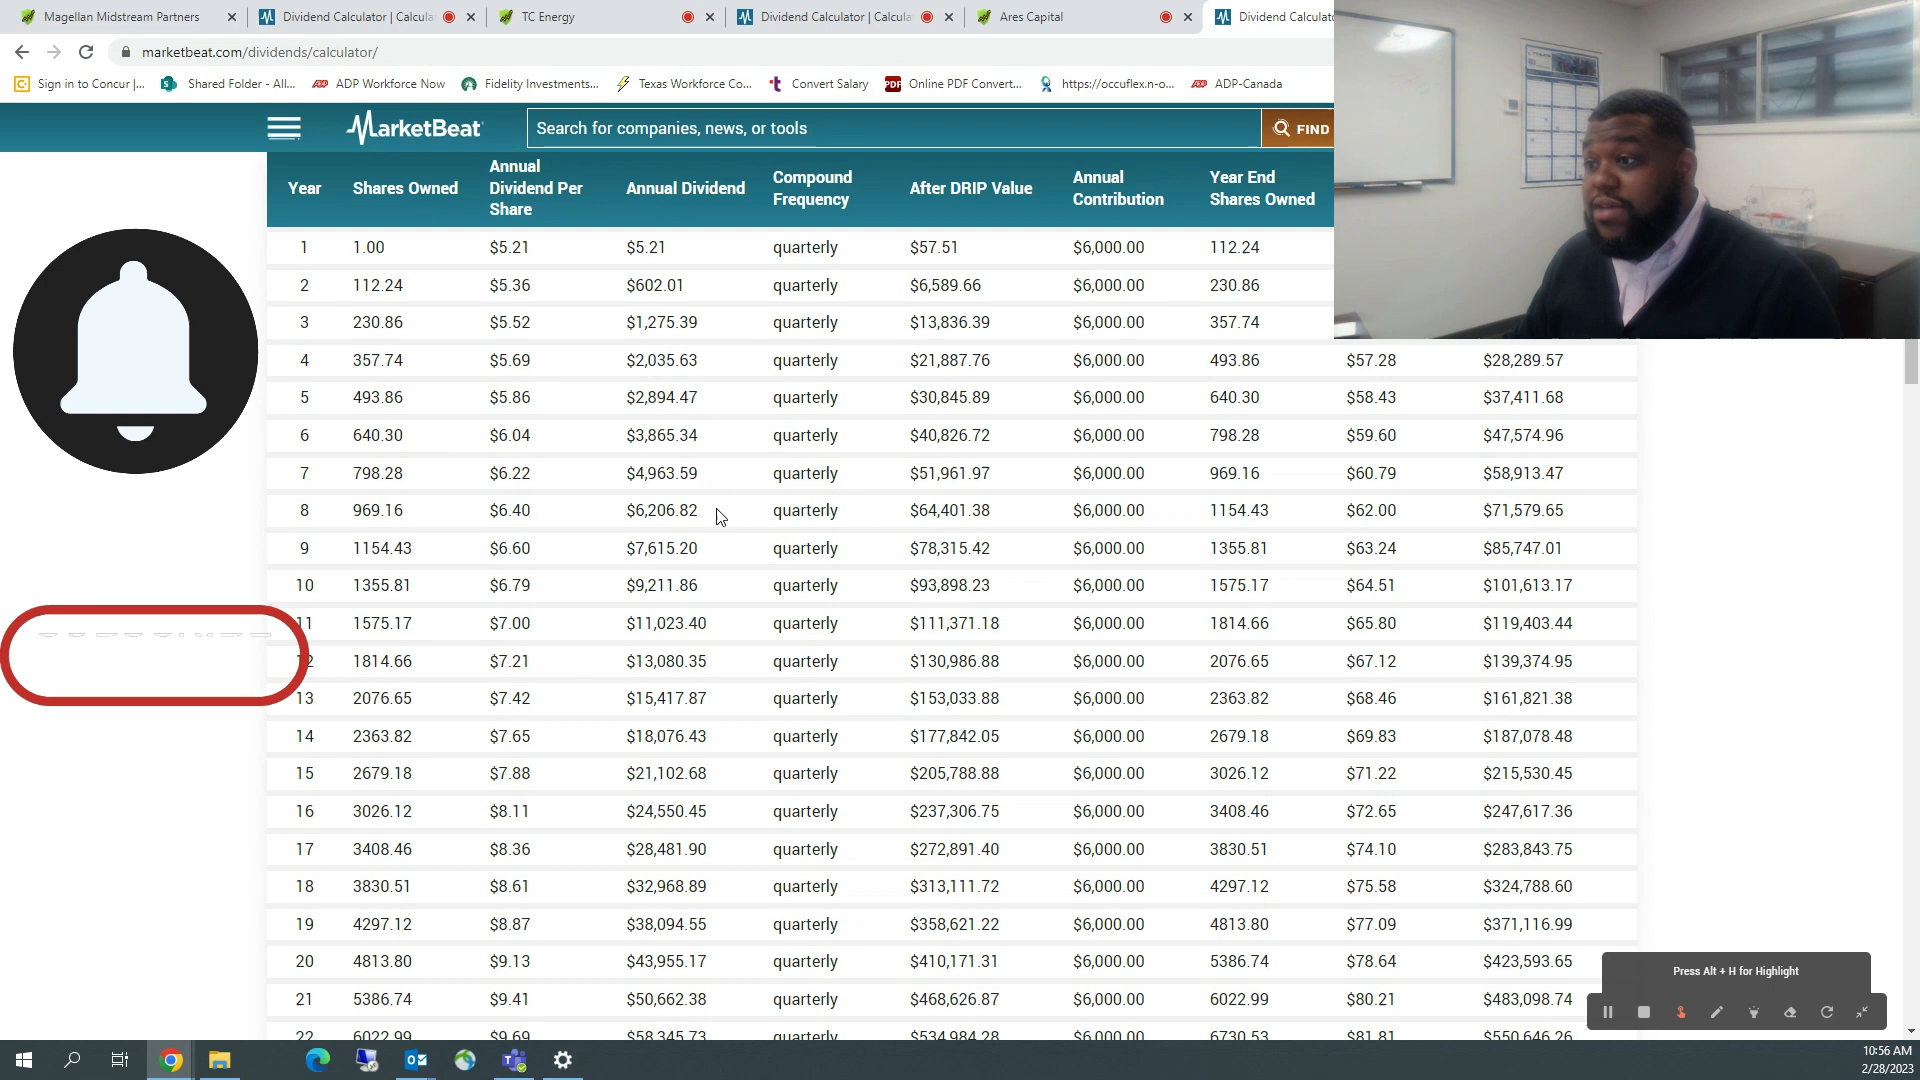 Magellan Midstream Partners
Dividend Calculator | Calcula
TC Energy
Dividend Calculator | Calcula
Ares Capital
Dividend Calculato
marketbeat.com/dividends/calculator/
Sign in to Concur |...
Shared Folder - All...
ADP Workforce Now
Fidelity Investments...
Texas Workforce Co...
Convert Salary
PDF
Online PDF Convert...
https://occuflex.n-o...
ADP-Canada
MarketBeat
Search for companies, news, or tools
FIND
Year Shares Owned Annual Dividend Per Share Annual Dividend Compound Frequency After DRIP Value Annual Contribution Year End Shares Owned
1 1.00 $5.21 $5.21 quarterly $57.51 $6,000.00 112.24
2 112.24 $5.36 $602.01 quarterly $6,589.66 $6,000.00 230.86
3 230.86 $5.52 $1,275.39 quarterly $13,836.39 $6,000.00 357.74
4 357.74 $5.69 $2,035.63 quarterly $21,887.76 $6,000.00 493.86 $57.28 $28,289.57
5 493.86 $5.86 $2,894.47 quarterly $30,845.89 $6,000.00 640.30 $58.43 $37,411.68
6 640.30 $6.04 $3,865.34 quarterly $40,826.72 $6,000.00 798.28 $59.60 $47,574.96
7 798.28 $6.22 $4,963.59 quarterly $51,961.97 $6,000.00 969.16 $60.79 $58,913.47
8 969.16 $6.40 $6,206.82 quarterly $64,401.38 $6,000.00 1154.43 $62.00 $71,579.65
9 1154.43 $6.60 $7,615.20 quarterly $78,315.42 $6,000.00 1355.81 $63.24 $85,747.01
10 1355.81 $6.79 $9,211.86 quarterly $93,898.23 $6,000.00 1575.17 $64.51 $101,613.17
11 1575.17 $7.00 $11,023.40 quarterly $111,371.18 $6,000.00 1814.66 $65.80 $119,403.44
12 1814.66 $7.21 $13,080.35 quarterly $130,986.88 $6,000.00 2076.65 $67.12 $139,374.95
13 2076.65 $7.42 $15,417.87 quarterly $153,033.88 $6,000.00 2363.82 $68.46 $161,821.38
14 2363.82 $7.65 $18,076.43 quarterly $177,842.05 $6,000.00 2679.18 $69.83 $187,078.48
15 2679.18 $7.88 $21,102.68 quarterly $205,788.88 $6,000.00 3026.12 $71.22 $215,530.45
16 3026.12 $8.11 $24,550.45 quarterly $237,306.75 $6,000.00 3408.46 $72.65 $247,617.36
17 3408.46 $8.36 $28,481.90 quarterly $272,891.40 $6,000.00 3830.51 $74.10 $283,843.75
18 3830.51 $8.61 $32,968.89 quarterly $313,111.72 $6,000.00 4297.12 $75.58 $324,788.60
19 4297.12 $8.87 $38,094.55 quarterly $358,621.22 $6,000.00 4813.80 $77.09 $371,116.99
20 4813.80 $9.13 $43,955.17 quarterly $410,171.31 $6,000.00 5386.74 $78.64 $423,593.65
21 5386.74 $9.41 $50,662.38 quarterly $468,626.87 $6,000.00 6022.99 $80.21 $483,098.74
22 6022.99 $9.69 $58,345.73 quarterly $534,984.28 $6,000.00 6730.53 $81.81 $550,646.26
Press Alt + H for Highlight
10:56 AM
2/28/2023